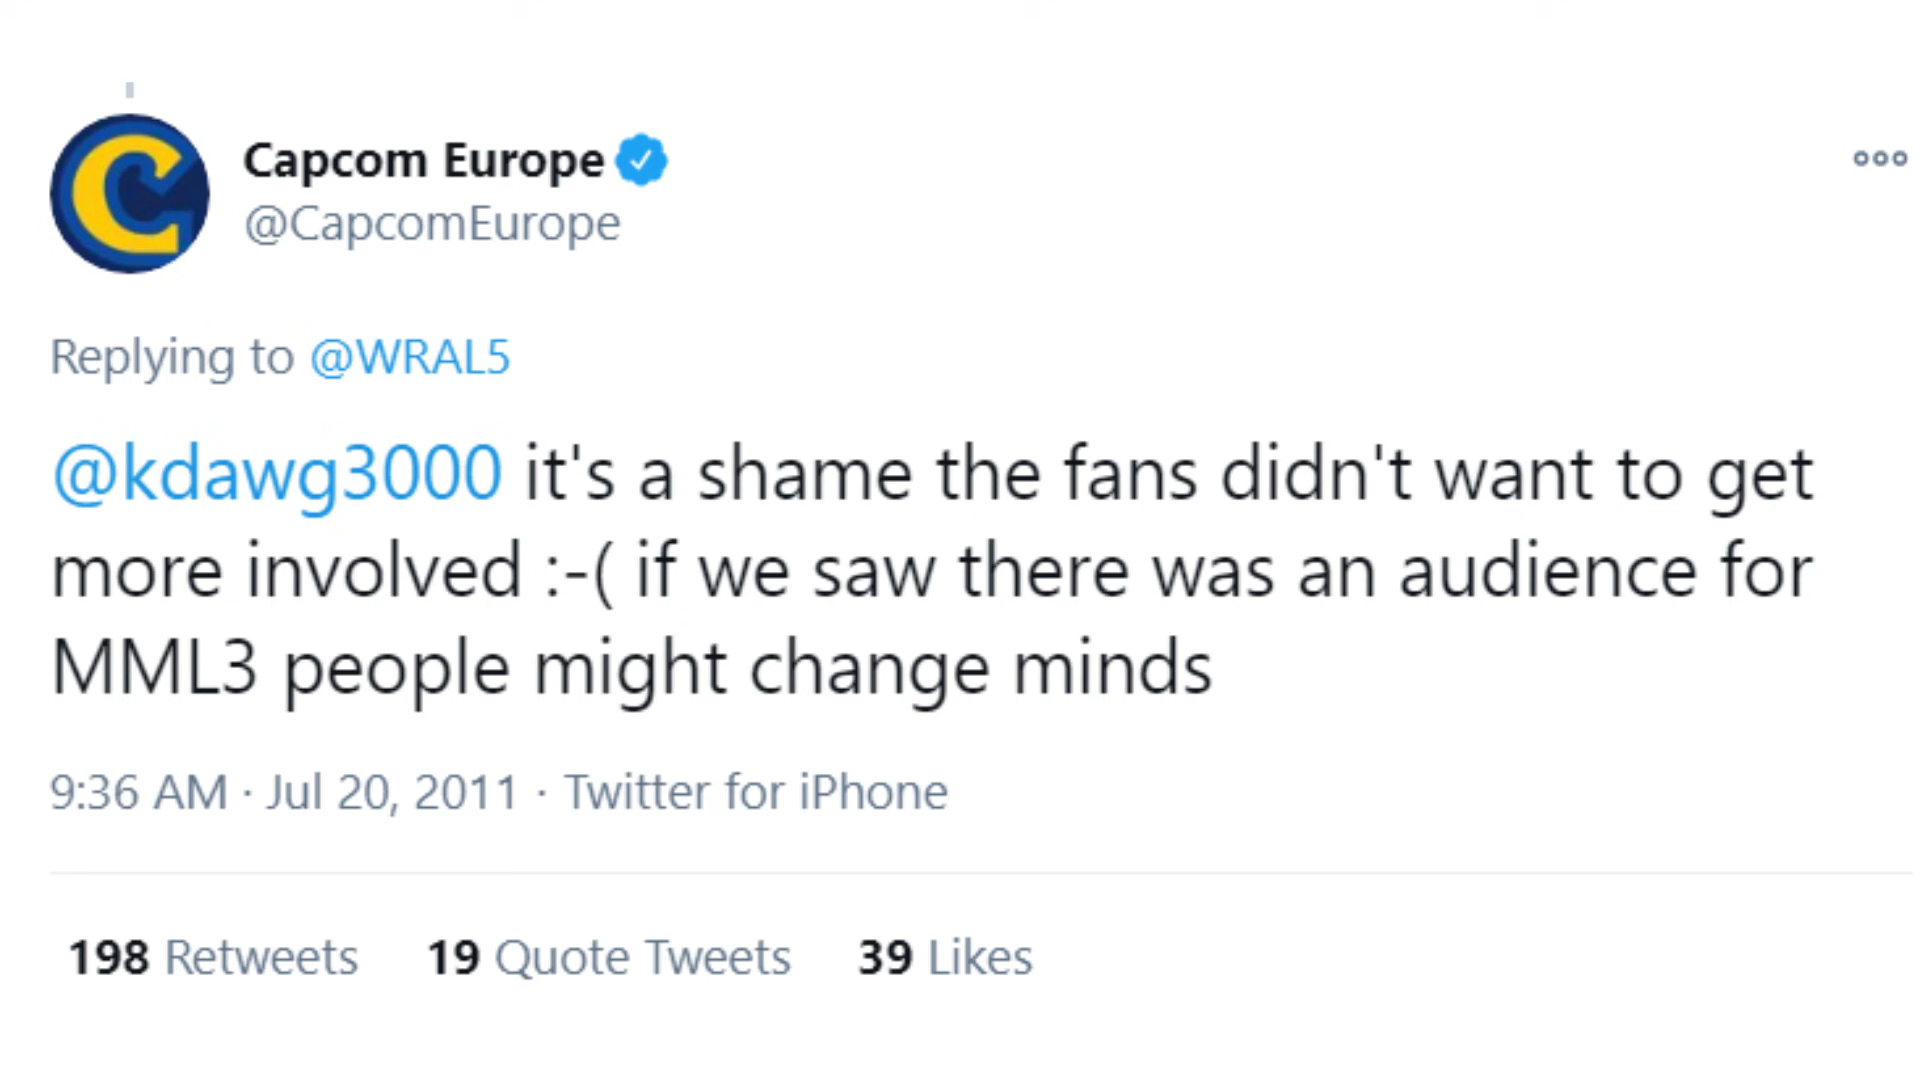 Capcom Europe
@CapcomEurope
Replying to @WRAL5
@kdawg3000 it's a shame the fans didn't want to get
more involved :-( if we saw there was an audience for
MML3 people might change minds
9:36 AM · Jul 20, 2011 · Twitter for iPhone
198 Retweets 19 Quote Tweets 39 Likes